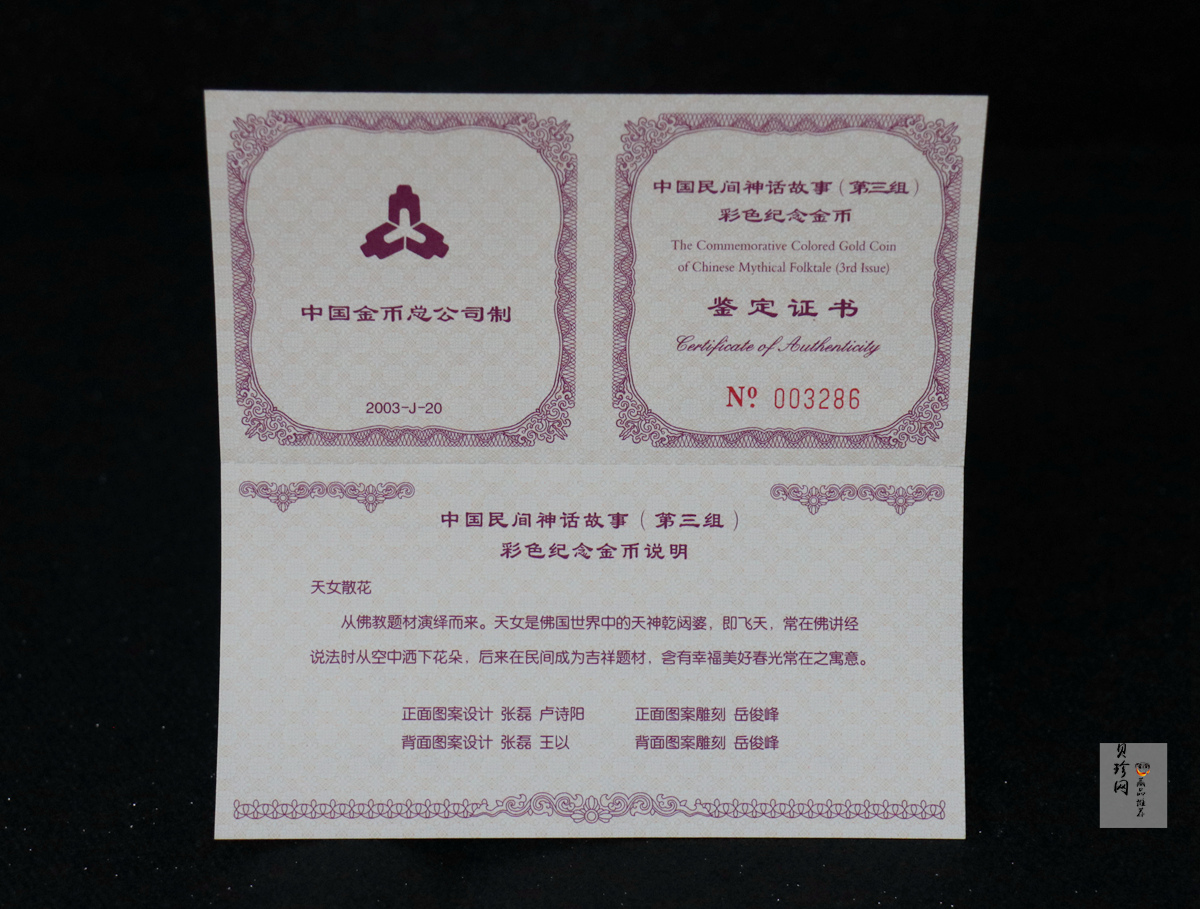 中国金币总公司制
2003-J-20
中国民间神话故事（第三组）
彩色纪念金币
The Commemorative Colored Gold Coin
of Chinese Mythical Folktale (3rd Issue)
鉴定证书
Certificate of Authenticity
Nº. 003286
中国民间神话故事（第三组）
彩色纪念金币说明
天女散花
从佛教题材演绎而来。天女是佛国世界中的天神乾闼婆，即飞天，常在佛讲经
说法时从空中洒下花朵，后来在民间成为吉祥题材，含有幸福美好春光常在之寓意。
正面图案设计 张磊 卢诗阳 正面图案雕刻 岳俊峰
背面图案设计 张磊 王以 背面图案雕刻 岳俊峰
贝珍网